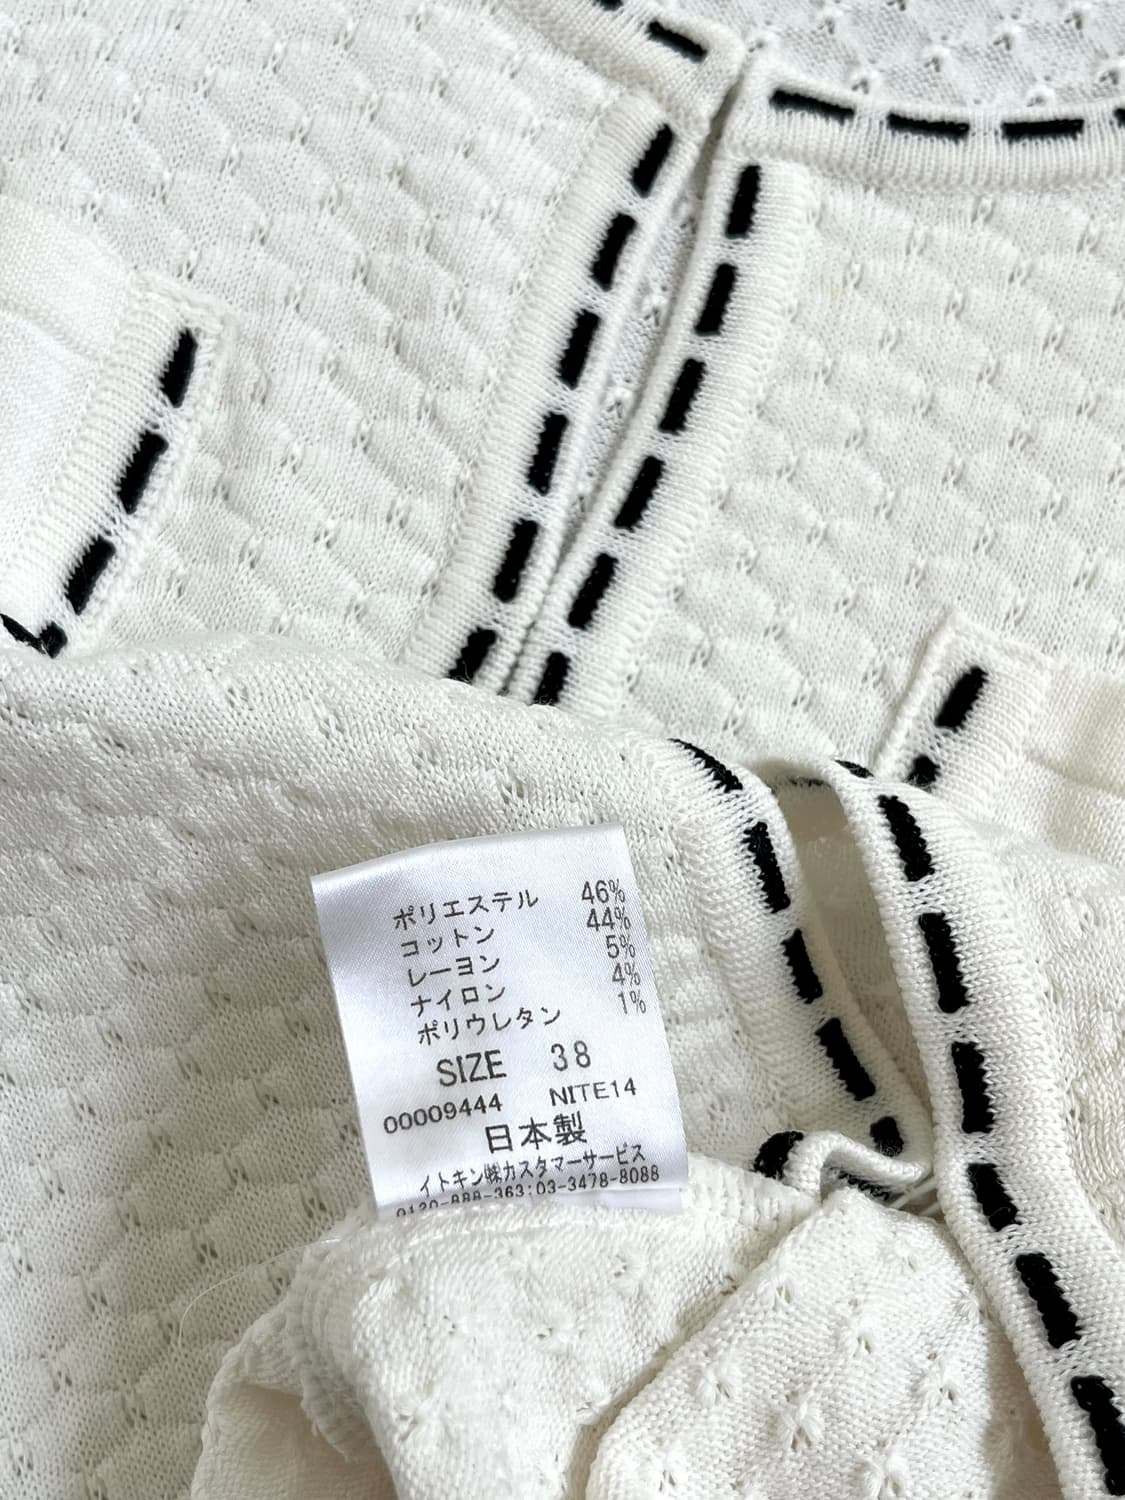 ポリエステル 46%
コットン 44%
レーヨン 5%
ナイロン 4%
ポリウレタン 1%
SIZE 38
00009444 NITE14
日本製
イトキン㈱カスタマーサービス
0120-888-363:03-3478-8088